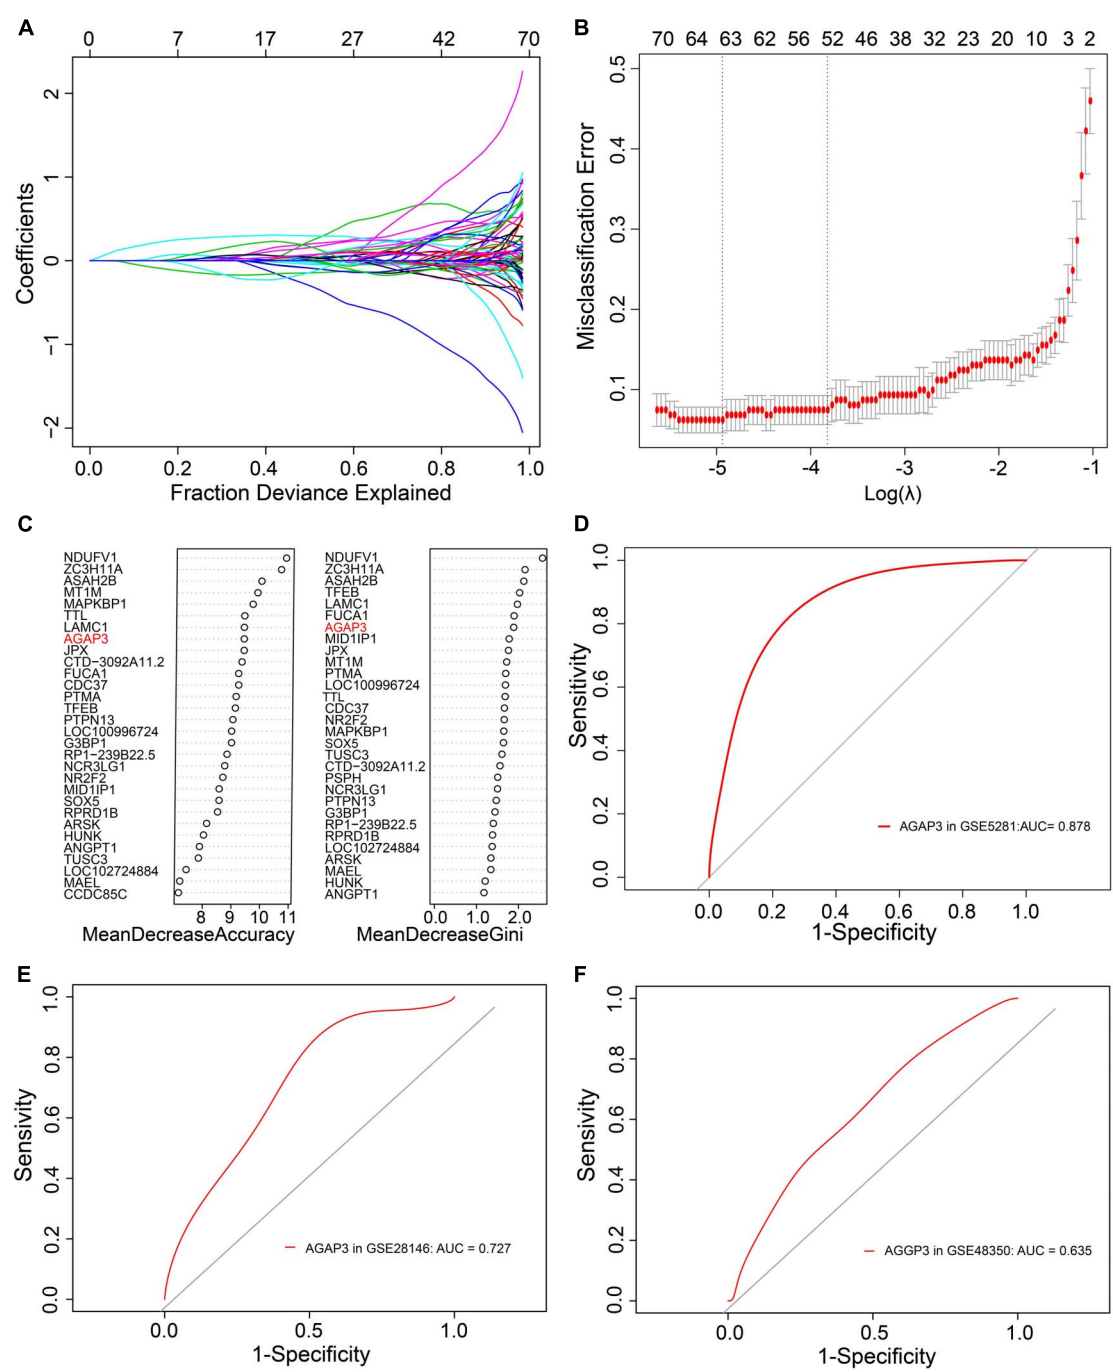 A
0 7 17 27 42 70
Coefficients
2
1
0
−1
−2
0.0 0.2 0.4 0.6 0.8 1.0
Fraction Deviance Explained
B
70 64 63 62 56 52 46 38 32 23 20 10 3 2
Misclassification Error
0.5
0.4
0.3
0.2
0.1
-5 -4 -3 -2 -1
Log(λ)
C
NDUFV1
ZC3H11A
ASAH2B
MT1M
MAPKBP1
TTL
LAMC1
AGAP3
JPX
CTD−3092A11.2
FUCA1
CDC37
PTMA
TFEB
PTPN13
LOC100996724
G3BP1
RP1−239B22.5
NCR3LG1
NR2F2
MID1IP1
SOX5
RPRD1B
ARSK
HUNK
ANGPT1
TUSC3
LOC102724884
MAEL
CCDC85C
8 9 10 11
MeanDecreaseAccuracy
NDUFV1
ZC3H11A
ASAH2B
TFEB
LAMC1
FUCA1
AGAP3
MID1IP1
JPX
MT1M
PTMA
LOC100996724
TTL
CDC37
NR2F2
MAPKBP1
SOX5
TUSC3
CTD−3092A11.2
PSPH
NCR3LG1
PTPN13
G3BP1
RP1−239B22.5
RPRD1B
LOC102724884
ARSK
MAEL
HUNK
ANGPT1
0.0 1.0 2.0
MeanDecreaseGini
D
Sensitivity
1.0
0.8
0.6
0.4
0.2
0.0
AGAP3 in GSE5281:AUC= 0.878
0.0 0.2 0.4 0.6 0.8 1.0
1-Specificity
E
Sensivity
1.0
0.8
0.6
0.4
0.2
0.0
AGAP3 in GSE28146: AUC = 0.727
0.0 0.5 1.0
1-Specificity
F
Sensivity
1.0
0.8
0.6
0.4
0.2
0.0
AGGP3 in GSE48350: AUC = 0.635
0.0 0.5 1.0
1-Specificity